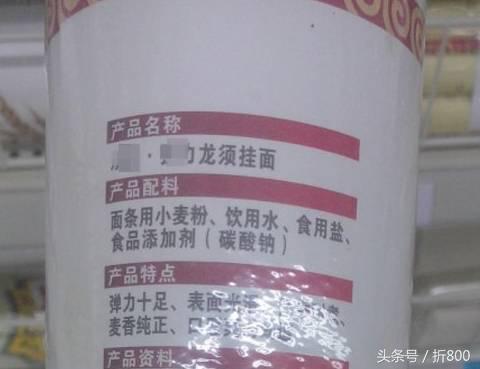 产品名称
·力龙须挂面
产品配料
面条用小麦粉、饮用水、食用盐、
食品添加剂（碳酸钠）
产品特点
弹力十足、表面光
麦香纯正、口
产品资料
头条号 / 折800